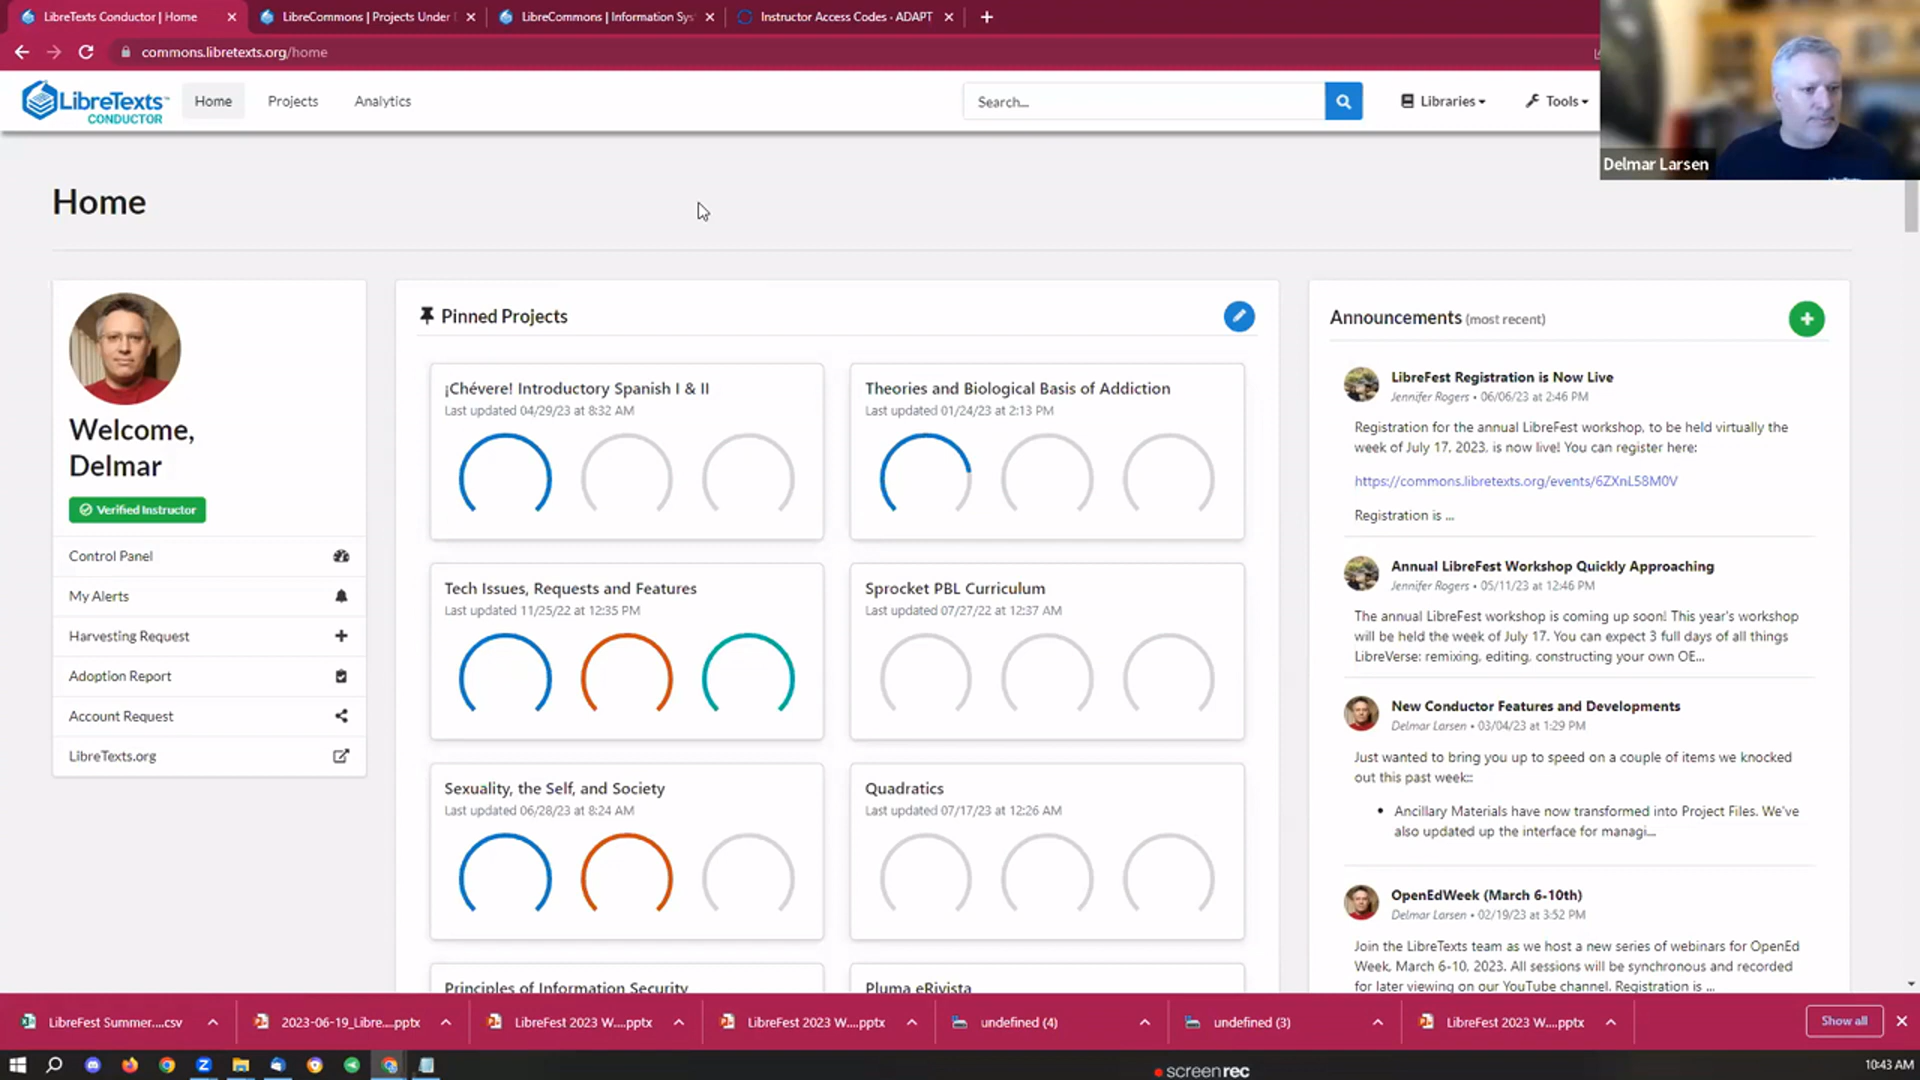 LibreTexts Conductor | Home
LibreCommons | Projects Under
LibreCommons | Information Sys
Instructor Access Codes - ADAPT
commons.libretexts.org/home
LibreTexts™
CONDUCTOR
Home
Projects
Analytics
Search...
Libraries
Tools
Delmar Larsen
Home
Welcome,
Delmar
Verified Instructor
Control Panel
My Alerts
Harvesting Request
Adoption Report
Account Request
LibreTexts.org
Pinned Projects
¡Chévere! Introductory Spanish I & II
Last updated 04/29/23 at 8:32 AM
Theories and Biological Basis of Addiction
Last updated 01/24/23 at 2:13 PM
Tech Issues, Requests and Features
Last updated 11/25/22 at 12:35 PM
Sprocket PBL Curriculum
Last updated 07/27/22 at 12:37 AM
Sexuality, the Self, and Society
Last updated 06/28/23 at 8:24 AM
Quadratics
Last updated 07/17/23 at 12:26 AM
Principles of Information Security
Pluma eRivista
Announcements (most recent)
LibreFest Registration is Now Live
Jennifer Rogers • 06/06/23 at 2:46 PM
Registration for the annual LibreFest workshop, to be held virtually the
week of July 17, 2023, is now live! You can register here:
https://commons.libretexts.org/events/6ZXnL58M0V
Registration is ...
Annual LibreFest Workshop Quickly Approaching
Jennifer Rogers • 05/11/23 at 12:46 PM
The annual LibreFest workshop is coming up soon! This year's workshop
will be held the week of July 17. You can expect 3 full days of all things
LibreVerse: remixing, editing, constructing your own OE...
New Conductor Features and Developments
Delmar Larsen • 03/04/23 at 1:29 PM
Just wanted to bring you up to speed on a couple of items we knocked
out this past week::
• Ancillary Materials have now transformed into Project Files. We've
also updated up the interface for managi...
OpenEdWeek (March 6-10th)
Delmar Larsen • 02/19/23 at 3:52 PM
Join the LibreTexts team as we host a new series of webinars for OpenEd
Week, March 6-10, 2023. All sessions will be synchronous and recorded
for later viewing on our YouTube channel. Registration is ...
LibreFest Summer....csv
2023-06-19_Libre....pptx
LibreFest 2023 W....pptx
LibreFest 2023 W....pptx
undefined (4)
undefined (3)
LibreFest 2023 W....pptx
Show all
10:43 AM
screenrec